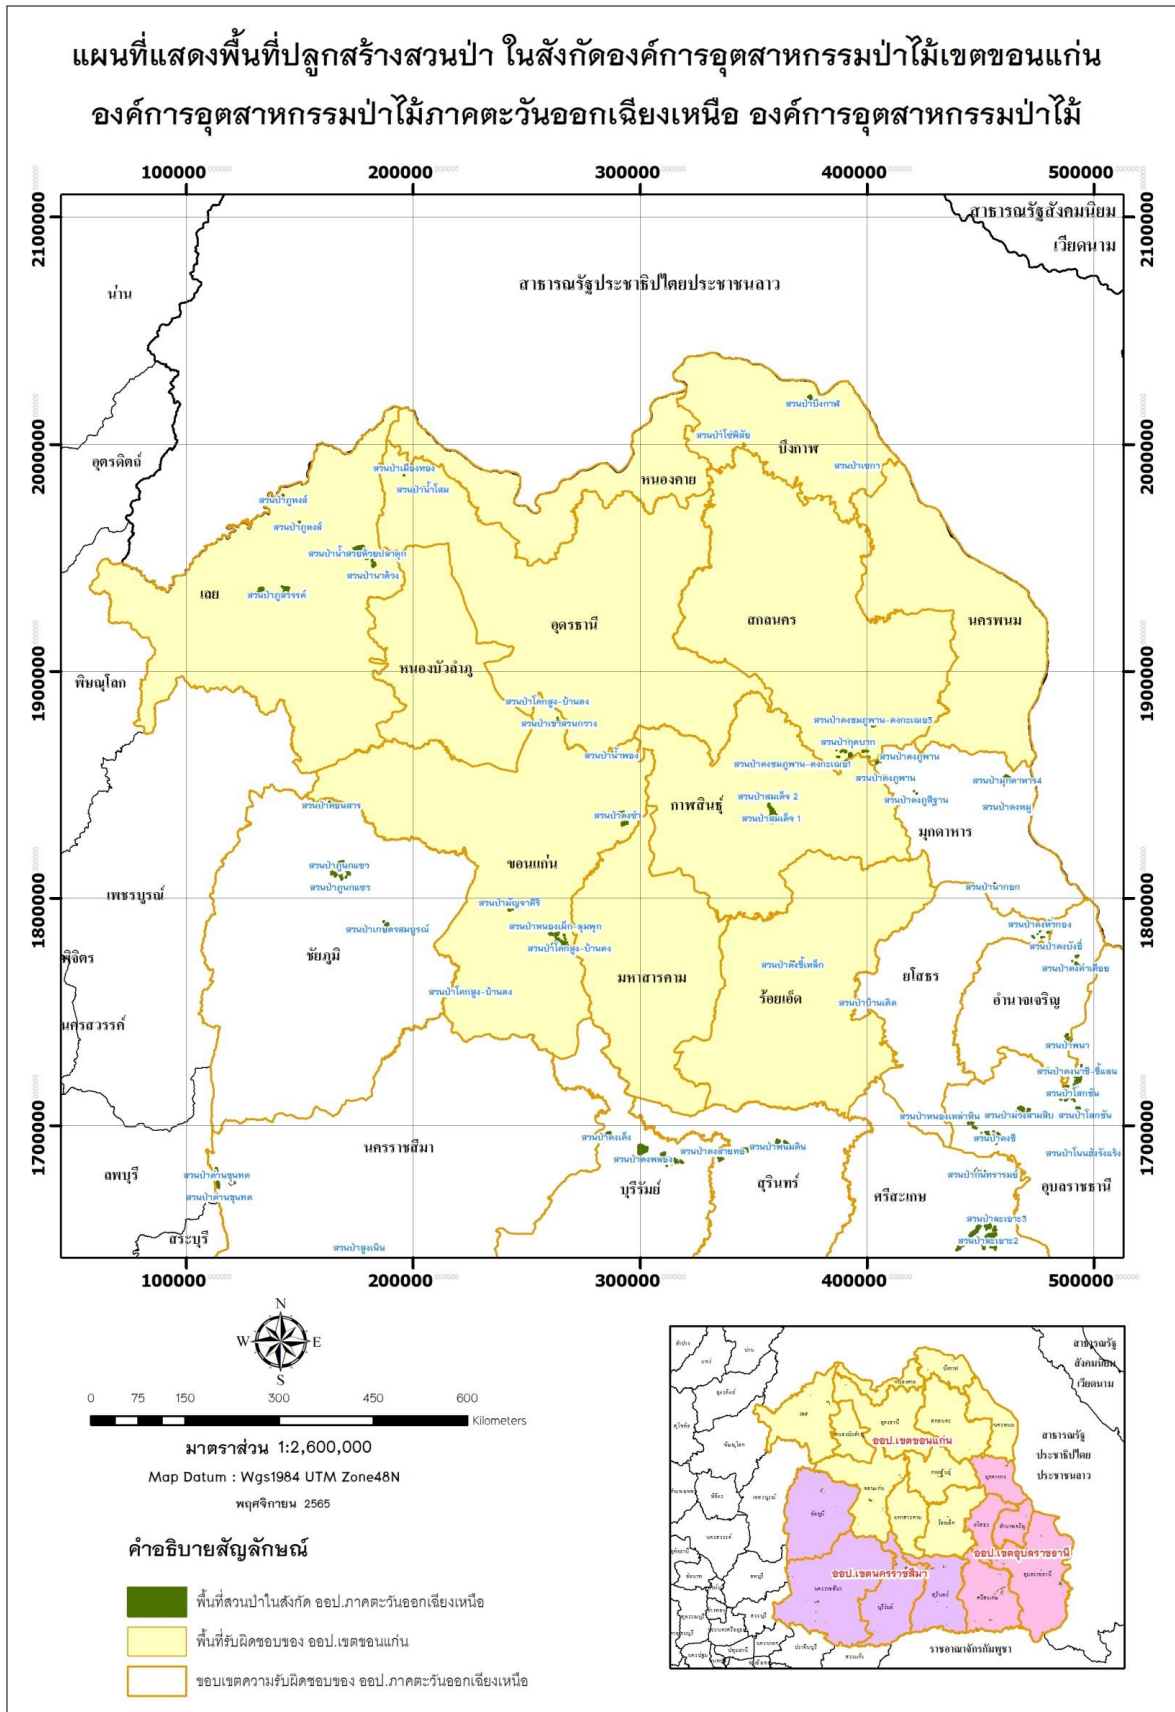 แผนที่แสดงพื้นที่ปลูกสร้างสวนป่า ในสังกัดองค์การอุตสาหกรรมป่าไม้เขตขอนแก่น
องค์การอุตสาหกรรมป่าไม้ภาคตะวันออกเฉียงเหนือ องค์การอุตสาหกรรมป่าไม้
100000 200000 300000 400000 500000
2100000 2100000
2000000 2000000
1900000 1900000
1800000 1800000
1700000 1700000
สาธารณรัฐสังคมนิยม
เวียดนาม
สาธารณรัฐประชาธิปไตยประชาชนลาว
น่าน
สวนป่าบึงกาฬ
สวนป่าโซ่พิสัย
บึงกาฬ
อุตรดิตถ์
สวนป่าเมืองทอง
สวนป่าเซกา
หนองคาย
สวนป่าน้ำโสม
สวนป่าภูหงส์
สวนป่าภูหงส์
สวนป่าน้ำสวยห้วยปลาดุก
สวนป่านาด้วง
เลย
สวนป่าภูสวรรค์
อุดรธานี
สกลนคร
นครพนม
หนองบัวลำภู
พิษณุโลก
สวนป่าโคกสูง-บ้านดง
สวนป่าเขาสวนกวาง
สวนป่าดงชมภูพาน-ดงกะเฌอ3
สวนป่ากุดบาก
สวนป่าน้ำพอง
สวนป่าดงภูพาน
สวนป่าดงชมภูพาน-ดงกะเฌอ1
สวนป่าดงภูพาน
สวนป่ามุกดาหาร4
สวนป่าสมเด็จ 2
สวนป่าดงภูสีฐาน
สวนป่าคอนสาร
กาฬสินธุ์
สวนป่าดงหมู
สวนป่าดงซำ
สวนป่าสมเด็จ 1
มุกดาหาร
สวนป่าภูนกแซว
ขอนแก่น
สวนป่าภูนกแซว
สวนป่านากอก
เพชรบูรณ์
สวนป่ามัญจาคีรี
สวนป่าเกษตรสมบูรณ์
สวนป่าหนองเม็ก-ลุมพุก
สวนป่าดงหัวกอง
สวนป่าโคกสูง-บ้านดง
สวนป่าดงบังอี่
พิจิตร
ชัยภูมิ
สวนป่าดงขี้เหล็ก
สวนป่าดงคำเดือย
มหาสารคาม
ยโสธร
สวนป่าโคกสูง-บ้านดง
ร้อยเอ็ด
สวนป่าบ้านเดิด
อำนาจเจริญ
นครสวรรค์
สวนป่าพนา
สวนป่าดงนาซี-ขี้แลน
สวนป่าโสกชัน
สวนป่าหนองเหล่าหิน
สวนป่าม่วงสามสิบ
สวนป่าโสกชัน
สวนป่าดงเค็ง
สวนป่าดงซี
นครราชสีมา
สวนป่าพนมดิน
สวนป่าดงสายทอ
สวนป่าโนนสังรังแร้ง
สวนป่าดงพลอง
ลพบุรี
สวนป่าด่านขุนทด
สวนป่ากันทรารมย์
บุรีรัมย์
สุรินทร์
ศรีสะเกษ
อุบลราชธานี
สวนป่าด่านขุนทด
สวนป่าละเอาะ3
สระบุรี
สวนป่าสูงเนิน
สวนป่าละเอาะ2
100000 200000 300000 400000 500000
N
W E
S
0 75 150 300 450 600
Kilometers
มาตราส่วน 1:2,600,000
Map Datum : Wgs1984 UTM Zone48N
พฤศจิกายน 2565
คำอธิบายสัญลักษณ์
พื้นที่สวนป่าในสังกัด ออป.ภาคตะวันออกเฉียงเหนือ
พื้นที่รับผิดชอบของ ออป.เขตขอนแก่น
ขอบเขตความรับผิดชอบของ ออป.ภาคตะวันออกเฉียงเหนือ
สาธารณรัฐ
สังคมนิยม
เวียดนาม
ออป.เขตขอนแก่น
สาธารณรัฐ
ประชาธิปไตย
ประชาชนลาว
ออป.เขตอุบลราชธานี
ออป.เขตนครราชสีมา
ราชอาณาจักรกัมพูชา